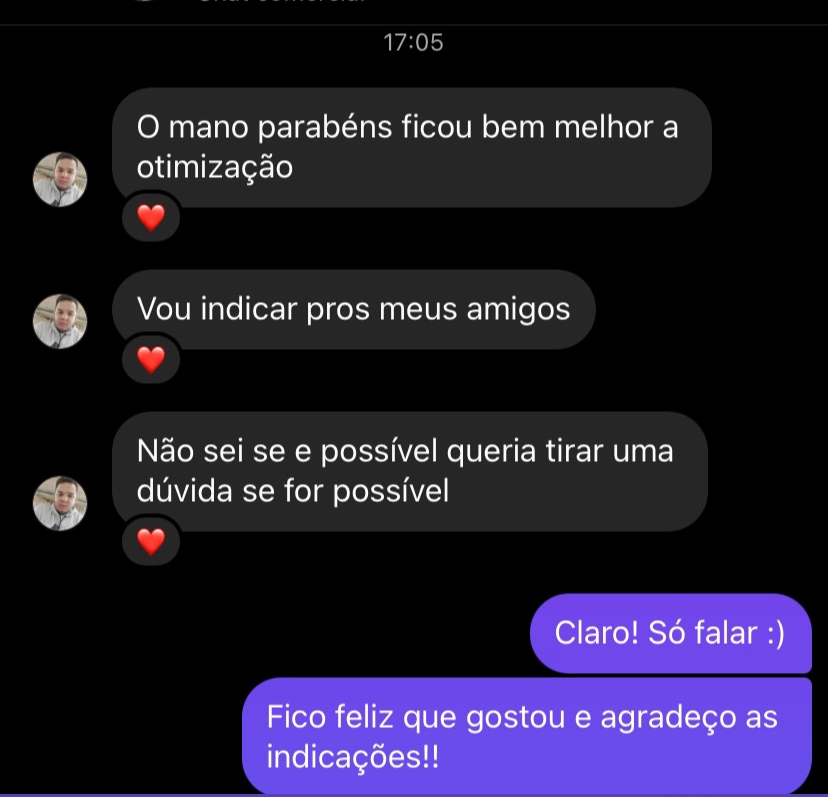 17:05
O mano parabéns ficou bem melhor a
otimização
Vou indicar pros meus amigos
Não sei se e possível queria tirar uma
dúvida se for possível
Claro! Só falar :)
Fico feliz que gostou e agradeço as
indicações!!